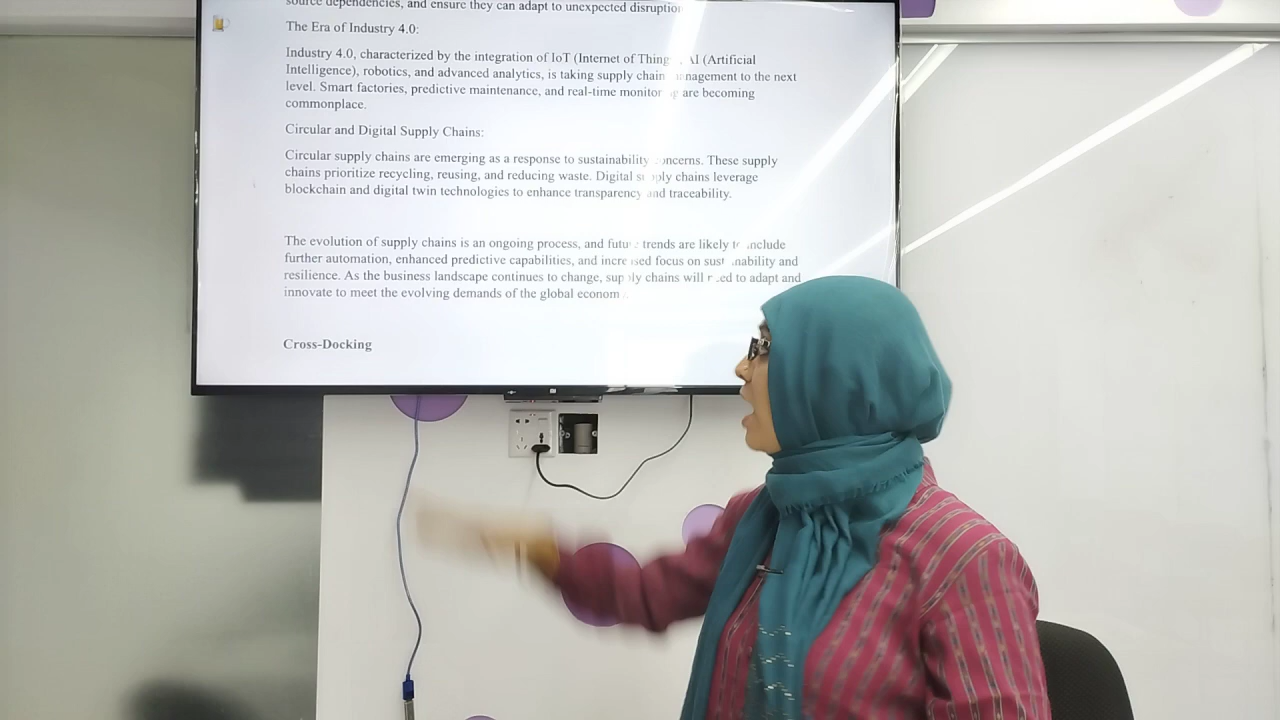 source dependencies, and ensure they can adapt to unexpected disruption
The Era of Industry 4.0:
Industry 4.0, characterized by the integration of IoT (Internet of Thing AI (Artificial
Intelligence), robotics, and advanced analytics, is taking supply chain to the next
level. Smart factories, predictive maintenance, and real-time are becoming
commonplace.
Circular and Digital Supply Chains:
Circular supply chains are emerging as a response to sustainability concerns. These supply
chains prioritize recycling, reusing, and reducing waste. Digital supply chains leverage
blockchain and digital twin technologies to enhance transparency and traceability.
The evolution of supply chains is an ongoing process, and future trends are likely to include
further automation, enhanced predictive capabilities, and increased focus on sustainability and
resilience. As the business landscape continues to change, supply chains will need to adapt and
innovate to meet the evolving demands of the global econom
Cross-Docking